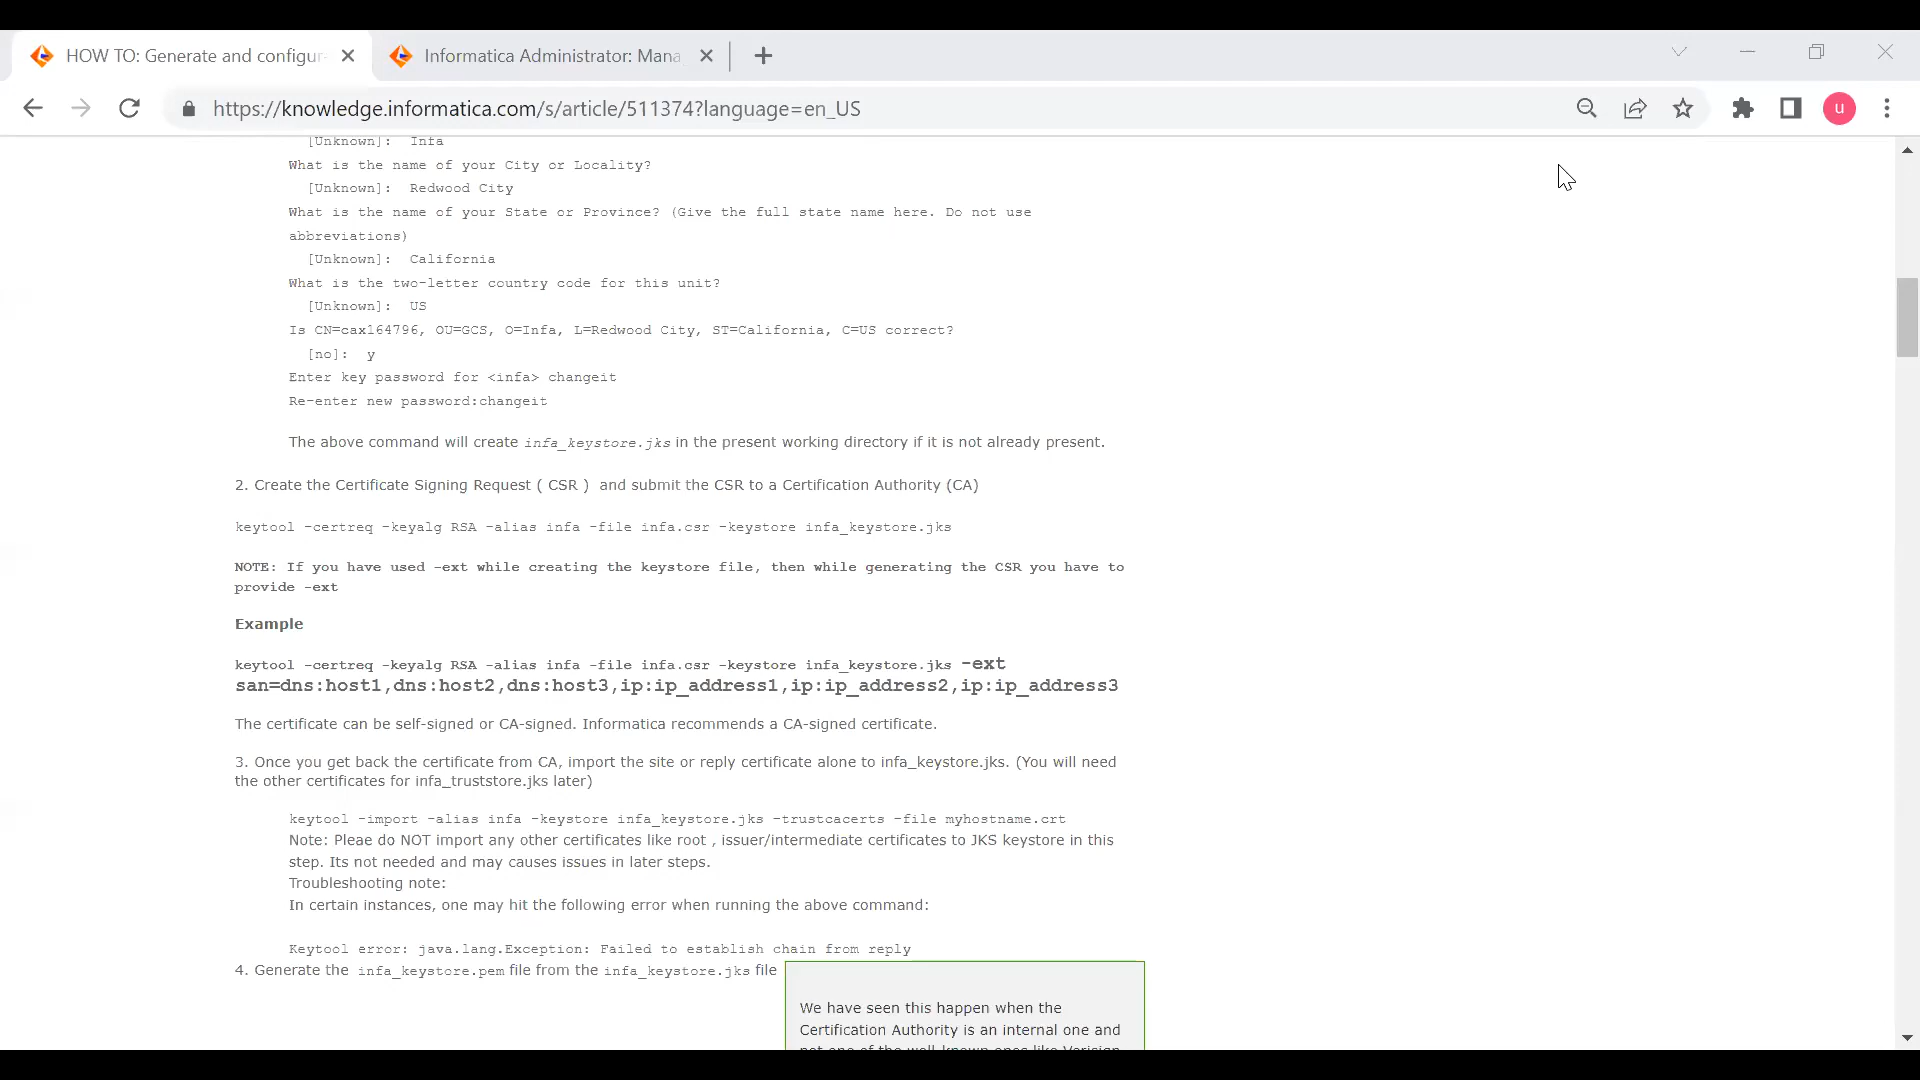 HOW TO: Generate and configur
Informatica Administrator: Mana
https://knowledge.informatica.com/s/article/511374?language=en_US
u
[Unknown]: Infa
What is the name of your City or Locality?
[Unknown]: Redwood City
What is the name of your State or Province? (Give the full state name here. Do not use
abbreviations)
[Unknown]: California
What is the two-letter country code for this unit?
[Unknown]: US
Is CN=cax164796, OU=GCS, O=Infa, L=Redwood City, ST=California, C=US correct?
[no]: y
Enter key password for <infa> changeit
Re-enter new password:changeit
The above command will create infa_keystore.jks in the present working directory if it is not already present.
2. Create the Certificate Signing Request ( CSR ) and submit the CSR to a Certification Authority (CA)
keytool -certreq -keyalg RSA -alias infa -file infa.csr -keystore infa_keystore.jks
NOTE: If you have used -ext while creating the keystore file, then while generating the CSR you have to
provide -ext
Example
keytool -certreq -keyalg RSA -alias infa -file infa.csr -keystore infa_keystore.jks -ext
san=dns:host1,dns:host2,dns:host3,ip:ip_address1,ip:ip_address2,ip:ip_address3
The certificate can be self-signed or CA-signed. Informatica recommends a CA-signed certificate.
3. Once you get back the certificate from CA, import the site or reply certificate alone to infa_keystore.jks. (You will need
the other certificates for infa_truststore.jks later)
keytool -import -alias infa -keystore infa_keystore.jks -trustcacerts -file myhostname.crt
Note: Pleae do NOT import any other certificates like root , issuer/intermediate certificates to JKS keystore in this
step. Its not needed and may causes issues in later steps.
Troubleshooting note:
In certain instances, one may hit the following error when running the above command:
Keytool error: java.lang.Exception: Failed to establish chain from reply
4. Generate the infa_keystore.pem file from the infa_keystore.jks file
We have seen this happen when the
Certification Authority is an internal one and
not one of the well-known ones like Verisign